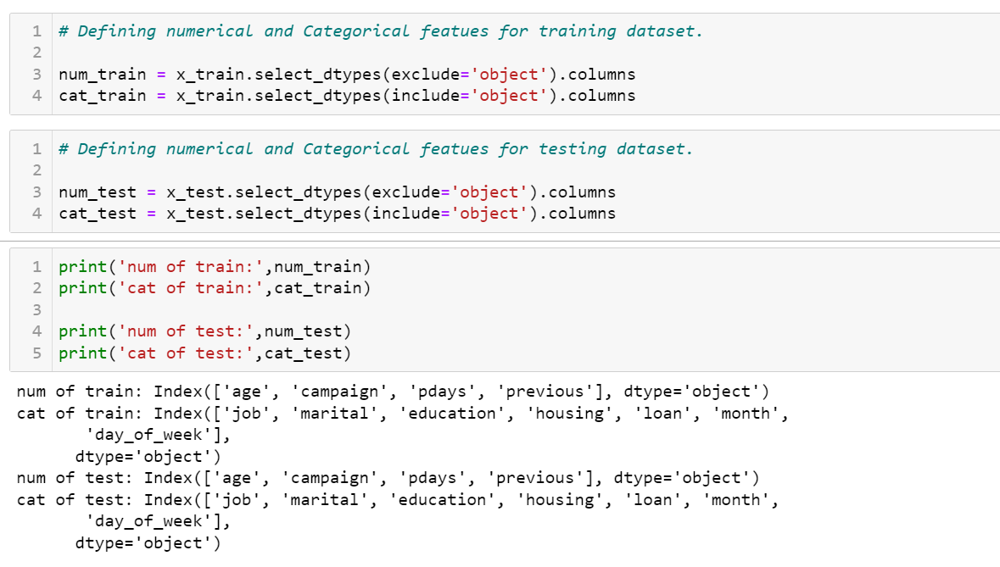 1 # Defining numerical and Categorical featues for training dataset.
2
3 num_train = x_train.select_dtypes(exclude='object').columns
4 cat_train = x_train.select_dtypes(include='object').columns
1 # Defining numerical and Categorical featues for testing dataset.
2
3 num_test = x_test.select_dtypes(exclude='object').columns
4 cat_test = x_test.select_dtypes(include='object').columns
1 print('num of train:',num_train)
2 print('cat of train:',cat_train)
3
4 print('num of test:',num_test)
5 print('cat of test:',cat_test)
num of train: Index(['age', 'campaign', 'pdays', 'previous'], dtype='object')
cat of train: Index(['job', 'marital', 'education', 'housing', 'loan', 'month',
'day_of_week'],
dtype='object')
num of test: Index(['age', 'campaign', 'pdays', 'previous'], dtype='object')
cat of test: Index(['job', 'marital', 'education', 'housing', 'loan', 'month',
'day_of_week'],
dtype='object')